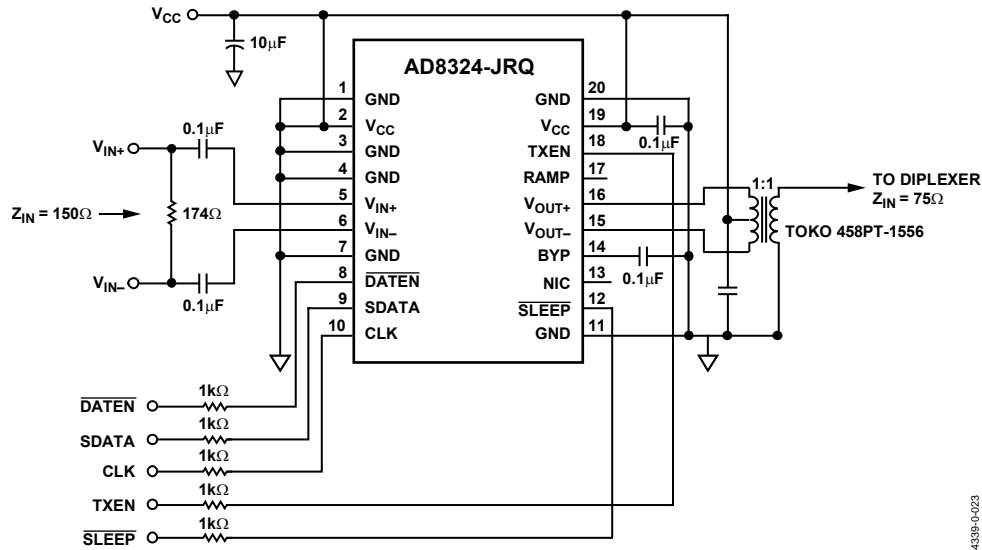 VCC
10µF
AD8324-JRQ
1 GND
2 VCC
3 GND
4 GND
5 VIN+
6 VIN–
7 GND
8 DATEN
9 SDATA
10 CLK
GND 20
VCC 19
TXEN 18
RAMP 17
VOUT+ 16
VOUT– 15
BYP 14
NIC 13
SLEEP 12
GND 11
0.1µF
VIN+
ZIN = 150Ω
174Ω
VIN–
0.1µF
0.1µF
0.1µF
1:1
TO DIPLEXER
ZIN = 75Ω
TOKO 458PT-1556
DATEN 1kΩ
SDATA 1kΩ
CLK 1kΩ
TXEN 1kΩ
SLEEP 1kΩ
4339-0-023